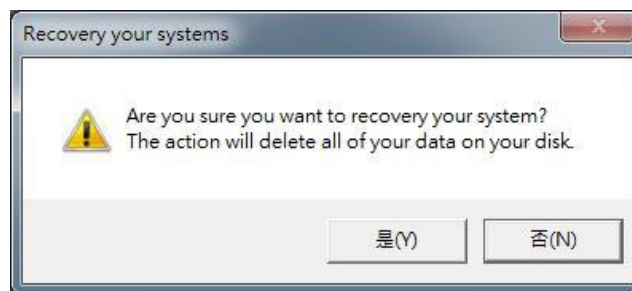 Recovery your systems
Are you sure you want to recovery your system?
The action will delete all of your data on your disk.
是(Y)
否(N)